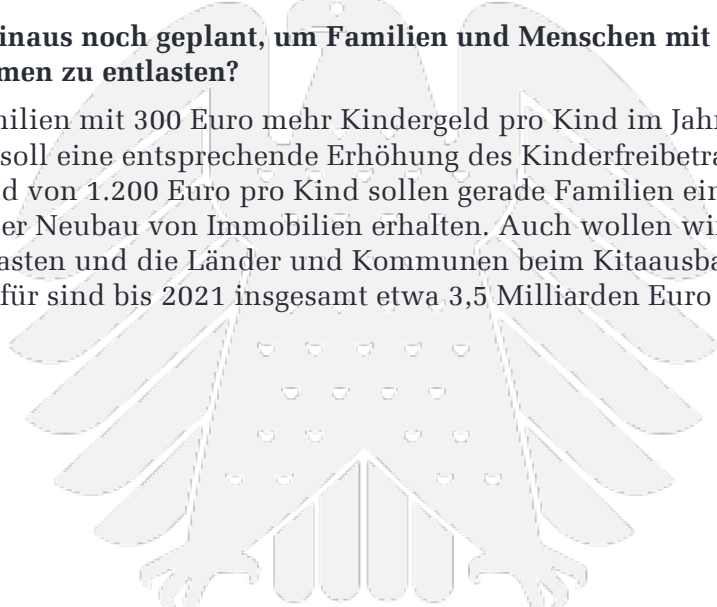 inaus noch geplant, um Familien und Menschen mit
men zu entlasten?
nilien mit 300 Euro mehr Kindergeld pro Kind im Jahr
soll eine entsprechende Erhöhung des Kinderfreibetra
d von 1.200 Euro pro Kind sollen gerade Familien ein
er Neubau von Immobilien erhalten. Auch wollen wir
asten und die Länder und Kommunen beim Kitaausba
für sind bis 2021 insgesamt etwa 3,5 Milliarden Euro